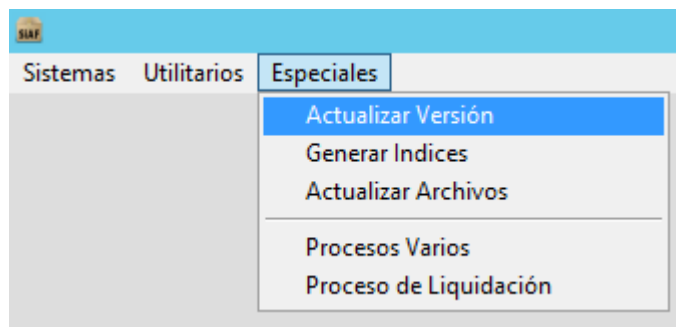 SIAF
Sistemas Utilitarios Especiales
Actualizar Versión
Generar Indices
Actualizar Archivos
Procesos Varios
Proceso de Liquidación